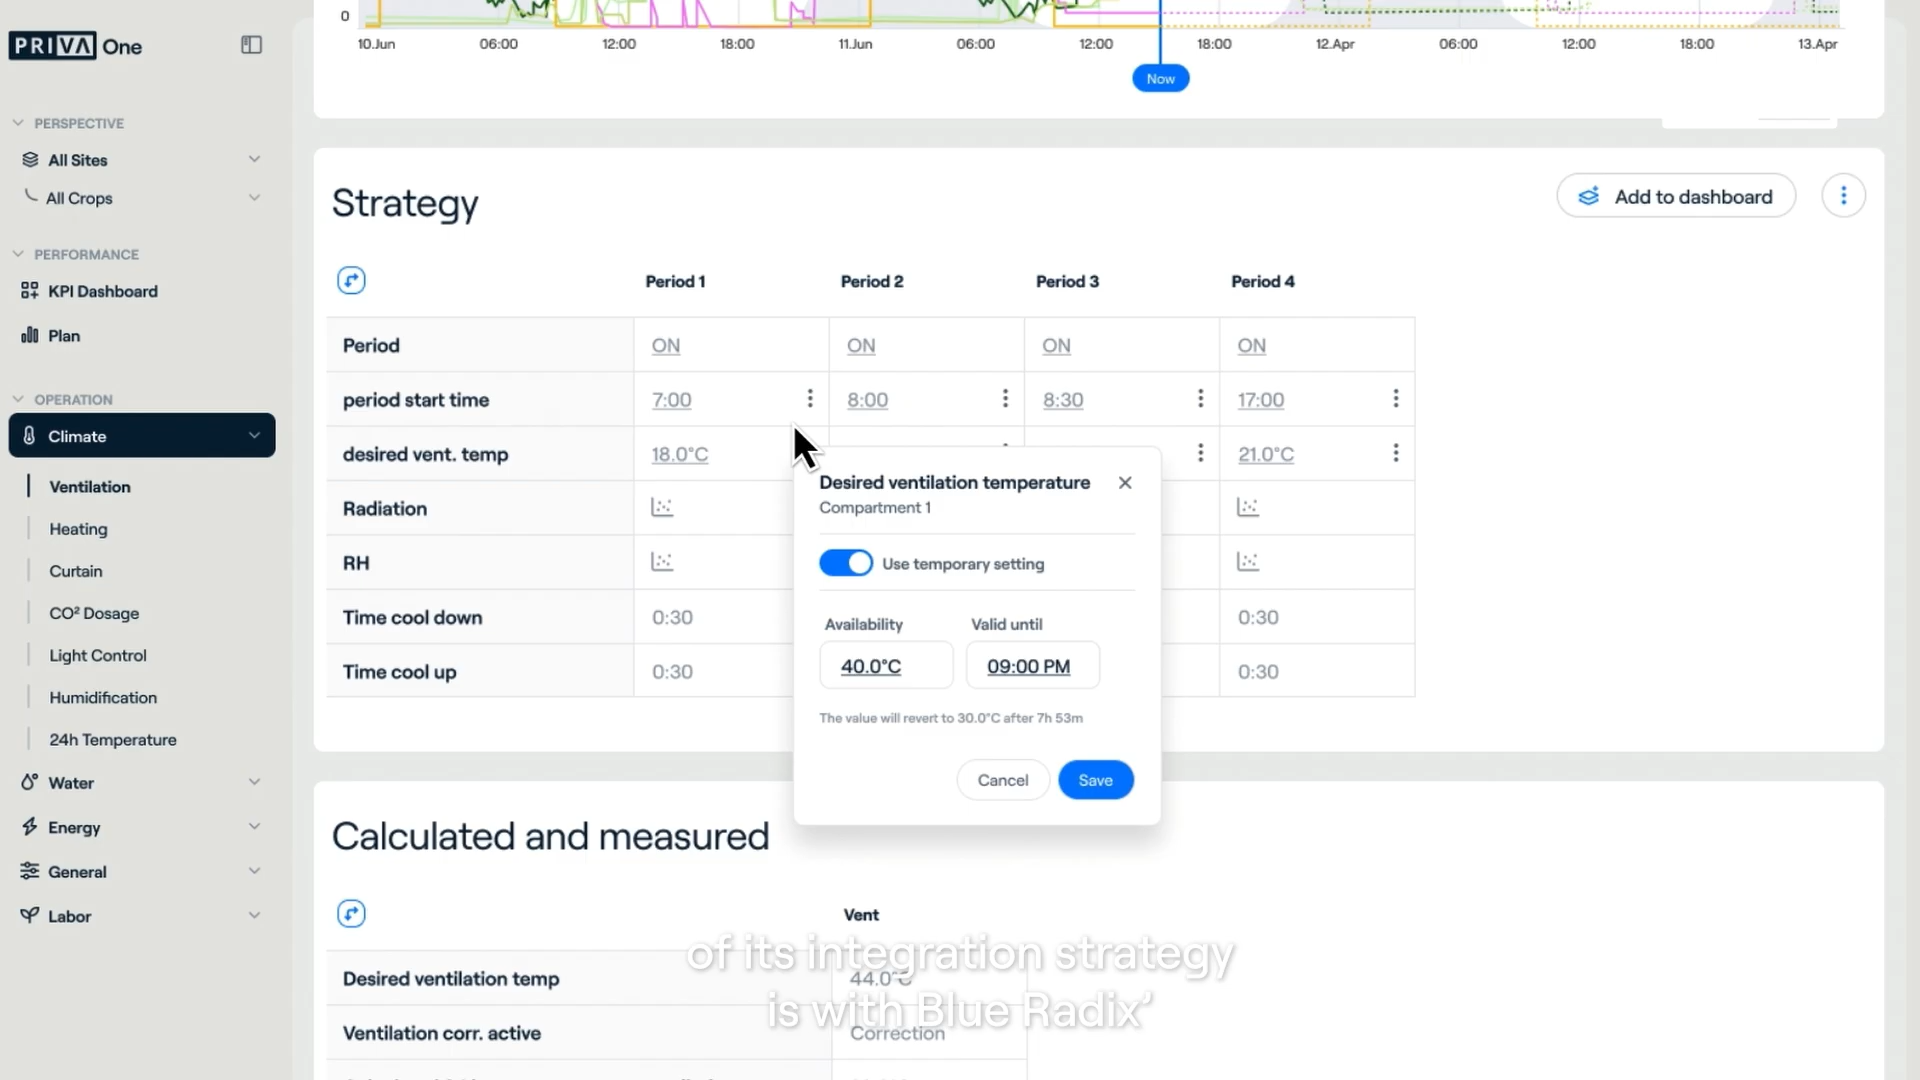 0
10.Jun 06:00 12:00 18:00 11.Jun 06:00 12:00 18:00 12.Apr 06:00 12:00 18:00 13.Apr
Now
PRIVA One
PERSPECTIVE
All Sites
All Crops
PERFORMANCE
KPI Dashboard
Plan
OPERATION
Climate
Ventilation
Heating
Curtain
CO² Dosage
Light Control
Humidification
24h Temperature
Water
Energy
General
Labor
Strategy
Add to dashboard
Period 1 Period 2 Period 3 Period 4
Period ON ON ON ON
period start time 7:00 8:00 8:30 17:00
desired vent. temp 18.0°C 21.0°C
Radiation
RH
Time cool down 0:30 0:30
Time cool up 0:30 0:30
Desired ventilation temperature
Compartment 1
Use temporary setting
Availability Valid until
40.0°C 09:00 PM
The value will revert to 30.0°C after 7h 53m
Cancel Save
Calculated and measured
Vent
Desired ventilation temp 44.0°C
Ventilation corr. active Correction
of its integration strategy
is with Blue Radix’